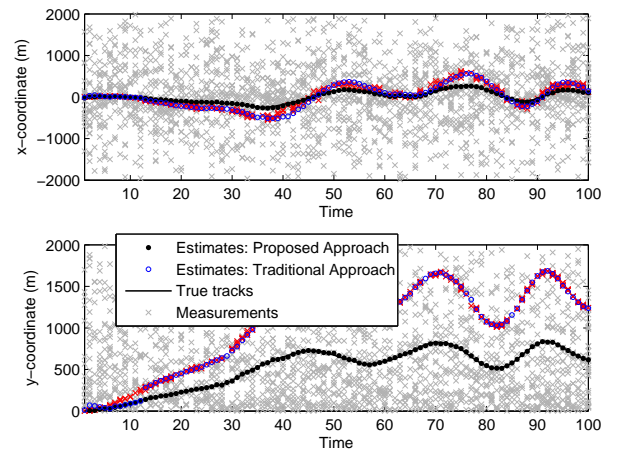 2000
1000
0
−1000
−2000
x−coordinate (m)
10 20 30 40 50 60 70 80 90 100
Time
2000
1500
1000
500
0
y−coordinate (m)
Estimates: Proposed Approach
Estimates: Traditional Approach
True tracks
Measurements
10 20 30 40 50 60 70 80 90 100
Time